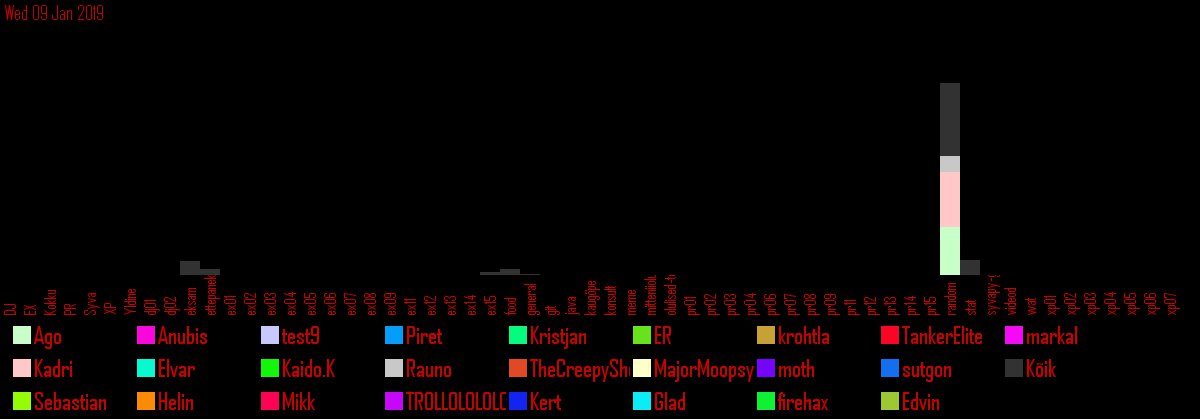 Wed 09 Jan 2019
DJ EX Kokku PR Syva XP Yldine dj01 dj02 eksam ettepanek ex01 ex02 ex03 ex04 ex05 ex06 ex07 ex08 ex09 ex11 ex12 ex13 ex14 ex15 food general git java kaugõpe konsult meme mitteriiolu olulised-h pr01 pr02 pr03 pr04 pr06 pr07 pr08 pr09 pr11 pr12 pr13 pr14 pr15 random stat syvapy-t videod wat xp01 xp02 xp03 xp04 xp05 xp06 xp07
Ago Anubis test9 Piret Kristjan ER krohtla TankerElite markal
Kadri Elvar Kaido.K Rauno TheCreepySh MajorMoopsy moth sutgon Kõik
Sebastian Helin Mikk TROLLOLOLOLO Kert Glad firehax Edvin